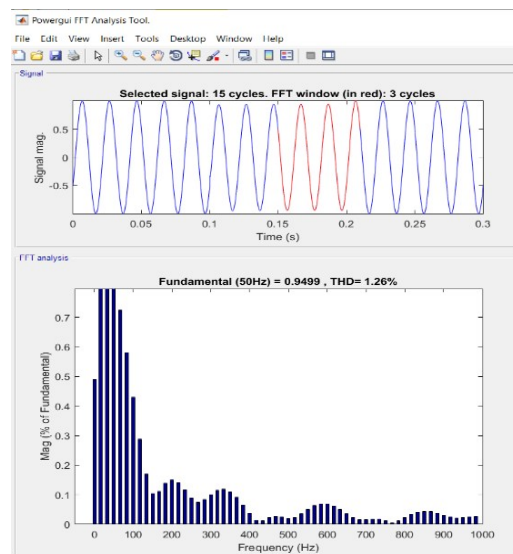 Powergui FFT Analysis Tool.
File Edit View Insert Tools Desktop Window Help
Signal
Selected signal: 15 cycles. FFT window (in red): 3 cycles
Signal mag.
0.5
0
-0.5
0 0.05 0.1 0.15 0.2 0.25 0.3
Time (s)
FFT analysis
Fundamental (50Hz) = 0.9499 , THD= 1.26%
Mag (% of Fundamental)
0.7
0.6
0.5
0.4
0.3
0.2
0.1
0
0 100 200 300 400 500 600 700 800 900 1000
Frequency (Hz)